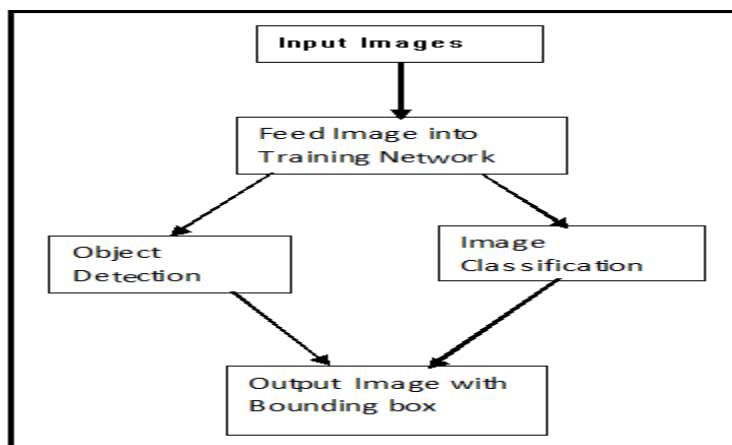 Input Images
Feed Image into
Training Network
Object
Detection
Image
Classification
Output Image with
Bounding box